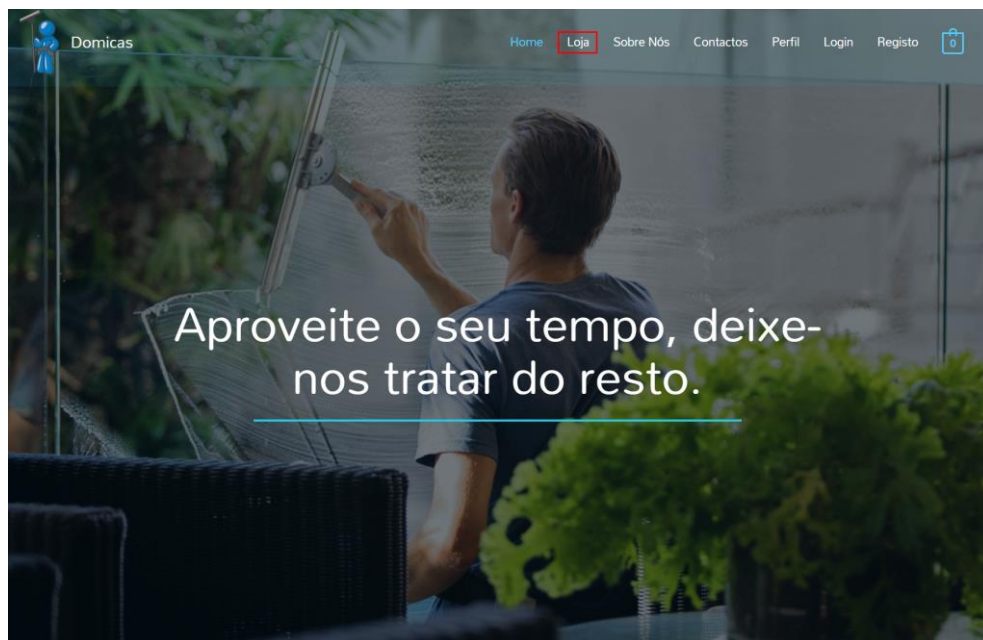 Domicas
Home Loja Sobre Nós Contactos Perfil Login Registo 0
Aproveite o seu tempo, deixe-
nos tratar do resto.